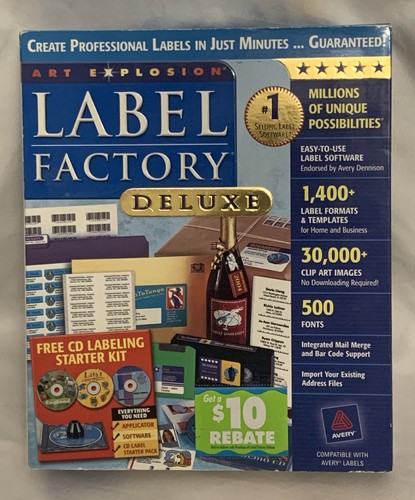 CREATE PROFESSIONAL LABELS IN JUST MINUTES ... GUARANTEED!
ART EXPLOSION®
LABEL
FACTORY
DELUXE
#1
SELLING LABEL
SOFTWARE!
MILLIONS
OF UNIQUE
POSSIBILITIES
EASY-TO-USE
LABEL SOFTWARE
Endorsed by Avery Dennison
1,400+
LABEL FORMATS
& TEMPLATES
for Home and Business
30,000+
CLIP ART IMAGES
No Downloading Required!
500
FONTS
Integrated Mail Merge
and Bar Code Support
Import Your Existing
Address Files
AVERY
COMPATIBLE WITH
AVERY® LABELS
FREE CD LABELING
STARTER KIT
EVERYTHING
YOU NEED
APPLICATOR
SOFTWARE
CD LABEL
STARTER PACK
Get a
$10
REBATE